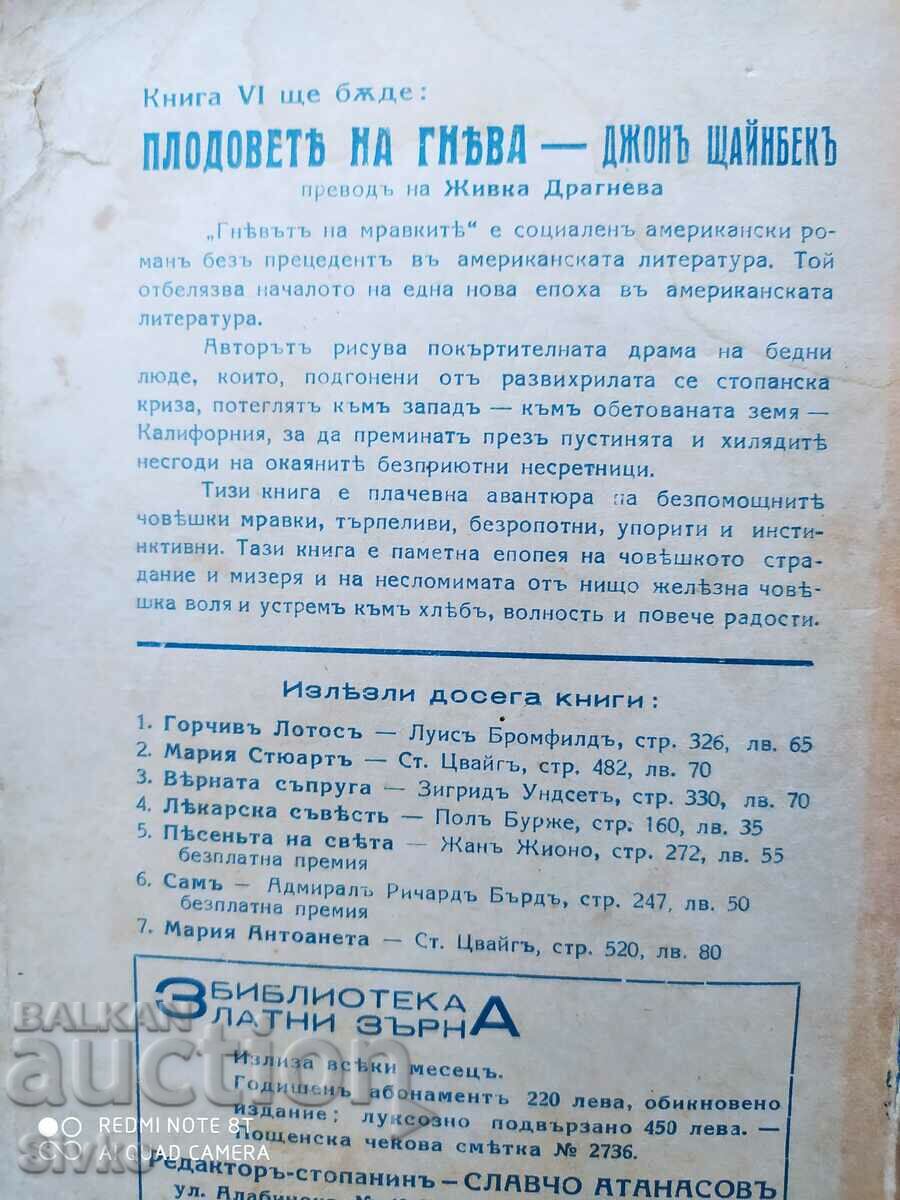 Книга VI ще бѫде:
ПЛОДОВЕТѢ НА ГНѢВА — ДЖОНЪ ЩАЙНБЕКЪ
преводъ на Живка Драгнева
„Гнѣвътъ на мравкитѣ“ е социаленъ американски ро-
манъ безъ прецедентъ въ американската литература. Той
отбелязва началото на една нова епоха въ американската
литература.
Авторътъ рисува покъртителната драма на бедни
люде, които, подгонени отъ развихрилата се стопанска
криза, потеглятъ къмъ западъ — къмъ обетованата земя —
Калифорния, за да преминатъ презъ пустинята и хилядитѣ
несгоди на окаянитѣ безприютни несретници.
Тизи книга е плачевна авантюра на безпомощнитѣ
човѣшки мравки, търпеливи, безропотни, упорити и инсти-
нктивни. Тази книга е паметна епопея на човѣшкото стра-
дание и мизеря и на несломимата отъ нищо желѣзна човѣ-
шка воля и устремъ къмъ хлѣбъ, волность и повече радости.
Излѣзли досега книги:
1. Горчивъ Лотосъ — Луисъ Бромфилдъ, стр. 326, лв. 65
2. Мария Стюартъ — Ст. Цвайгъ, стр. 482, лв. 70
3. Вѣрната съпруга — Зигридъ Ундсетъ, стр. 330, лв. 70
4. Лѣкарска съвѣсть — Полъ Бурже, стр. 160, лв. 35
5. Пѣсеньта на свѣта — Жанъ Жионо, стр. 272, лв. 55
безплатна премия
6. Самъ — Адмиралъ Ричардъ Бърдъ, стр. 247, лв. 50
безплатна премия
7. Мария Антоанета — Ст. Цвайгъ, стр. 520, лв. 80
БИБЛИОТЕКА
ЗЛАТНИ ЗЪРНА
Излиза всѣки месецъ.
Годишенъ абонаментъ 220 лева, обикновено
издание; луксозно подвързано 450 лева. —
Пощенска чекова смѣтка № 2736.
Редакторъ-стопанинъ — СЛАВЧО АТАНАСОВЪ
ул.
BALKAN
auction
REDMI NOTE 8T
AI QUAD CAMERA